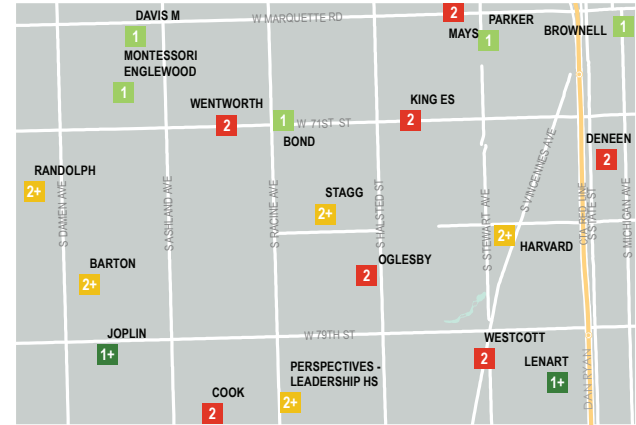 DAVIS M
1
W MARQUETTE RD
2
PARKER
MAYS
1
BROWNELL
1
MONTESSORI
ENGLEWOOD
1
WENTWORTH
2
1
BOND
W 71ST ST
KING ES
2
DENEEN
2
RANDOLPH
2+
STAGG
2+
S DAMEN AVE
S ASHLAND AVE
S RACINE AVE
S HALSTED ST
S STEWART AVE
S VINCENNES AVE
CTA RED LINE
S STATE ST
S MICHIGAN AVE
2+
HARVARD
BARTON
2+
OGLESBY
2
JOPLIN
1+
W 79TH ST
WESTCOTT
2
LENART
1+
PERSPECTIVES -
LEADERSHIP HS
2+
COOK
2
DAN RYAN